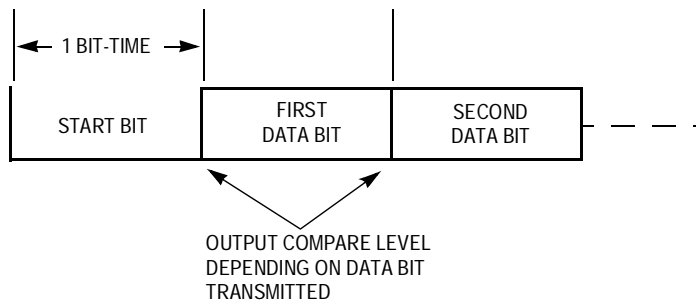 1 BIT-TIME
START BIT
FIRST
DATA BIT
SECOND
DATA BIT
OUTPUT COMPARE LEVEL
DEPENDING ON DATA BIT
TRANSMITTED